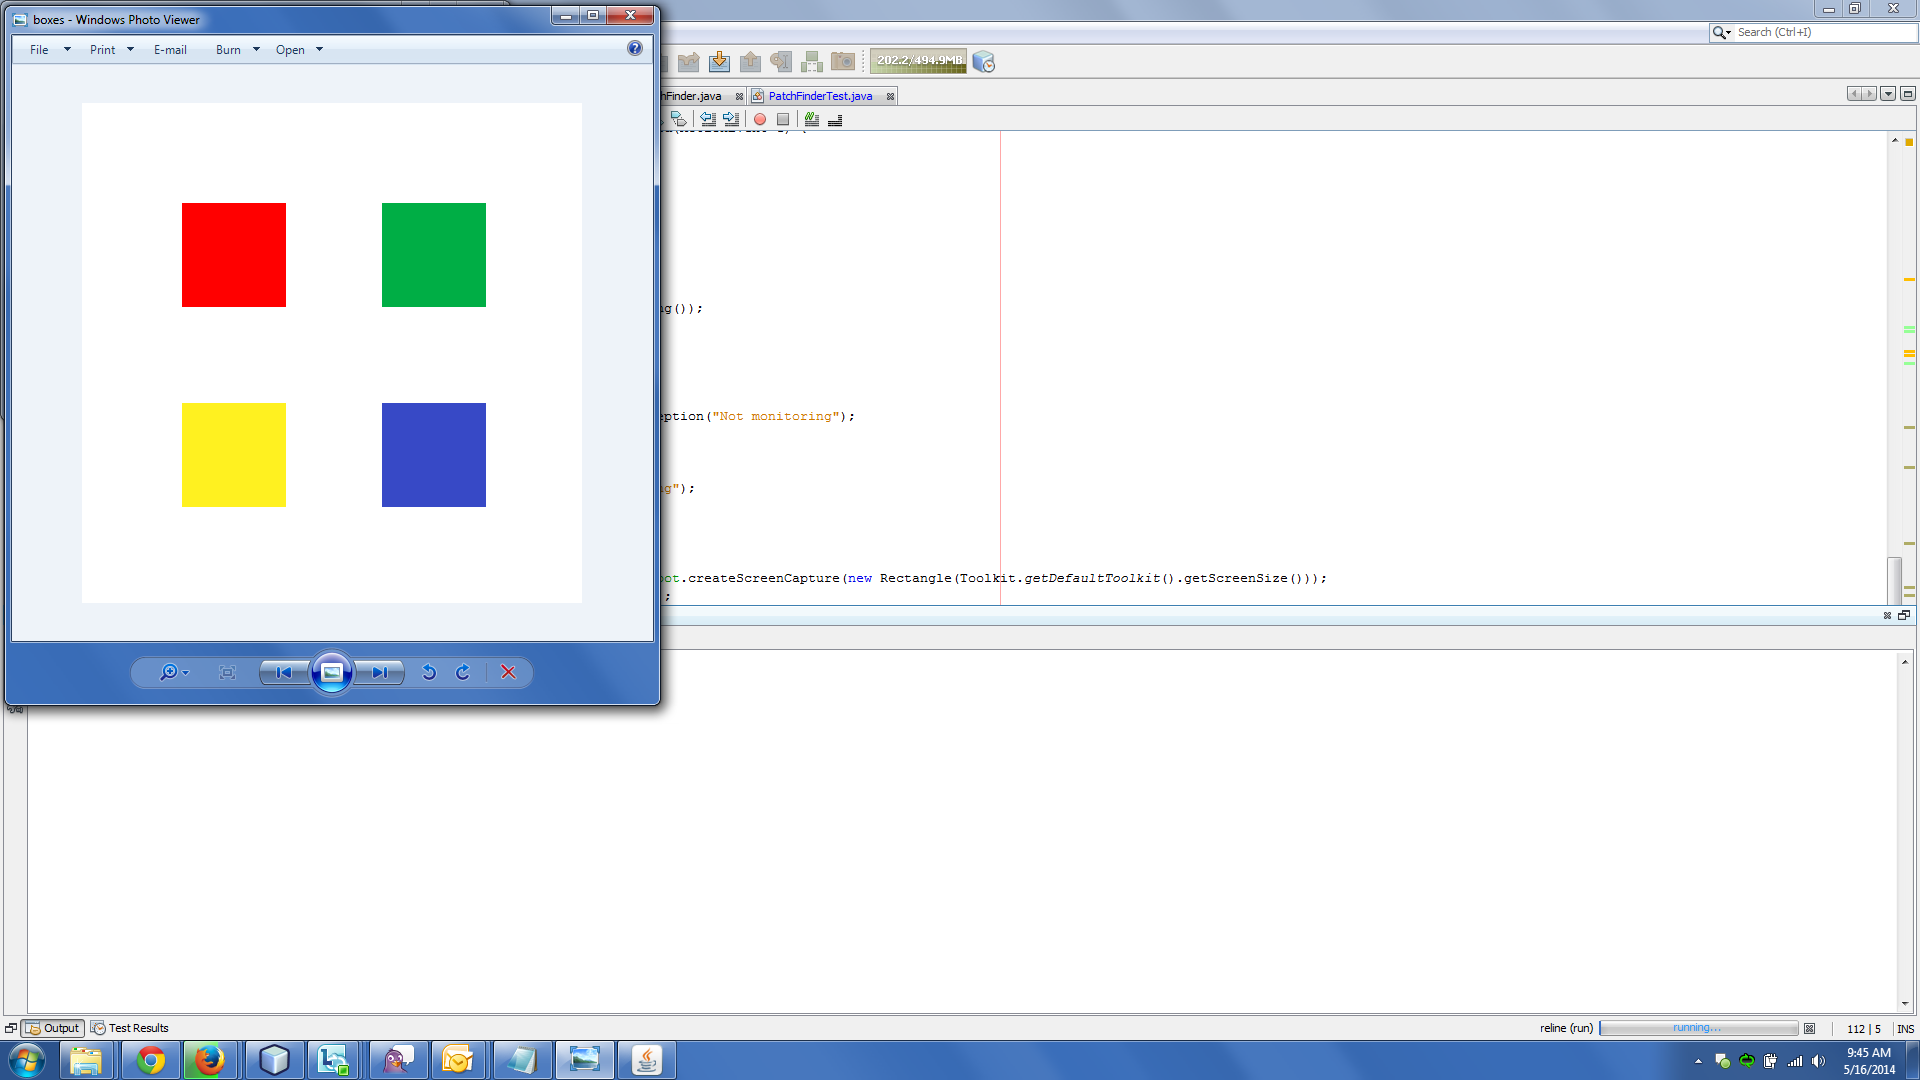 boxes - Windows Photo Viewer
File Print E-mail Burn Open
Search (Ctrl+I)
202.2/494.9MB
hFinder.java PatchFinderTest.java
ng());
eption("Not monitoring");
ng");
ot.createScreenCapture(new Rectangle(Toolkit.getDefaultToolkit().getScreenSize()));
;
Output Test Results
reline (run) running... 112 | 5 INS
9:45 AM
5/16/2014